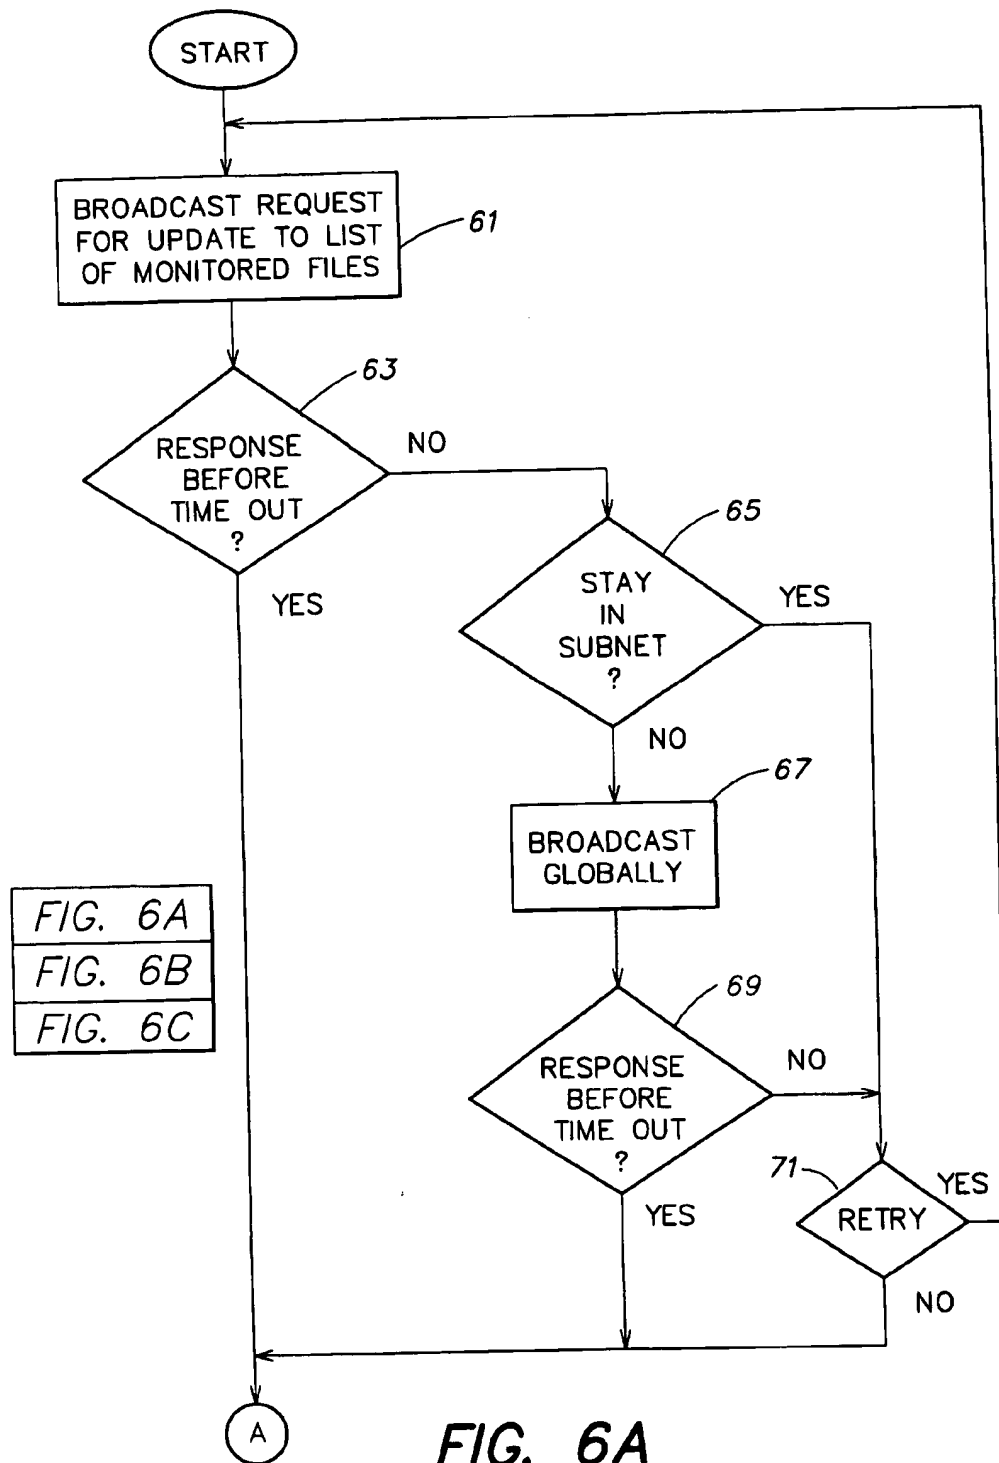 START
BROADCAST REQUEST
FOR UPDATE TO LIST
OF MONITORED FILES
61
63
RESPONSE
BEFORE
TIME OUT
?
NO
YES
65
STAY
IN
SUBNET
?
YES
NO
67
BROADCAST
GLOBALLY
FIG. 6A
FIG. 6B
FIG. 6C
69
RESPONSE
BEFORE
TIME OUT
?
NO
YES
71
RETRY
YES
NO
A
FIG. 6A